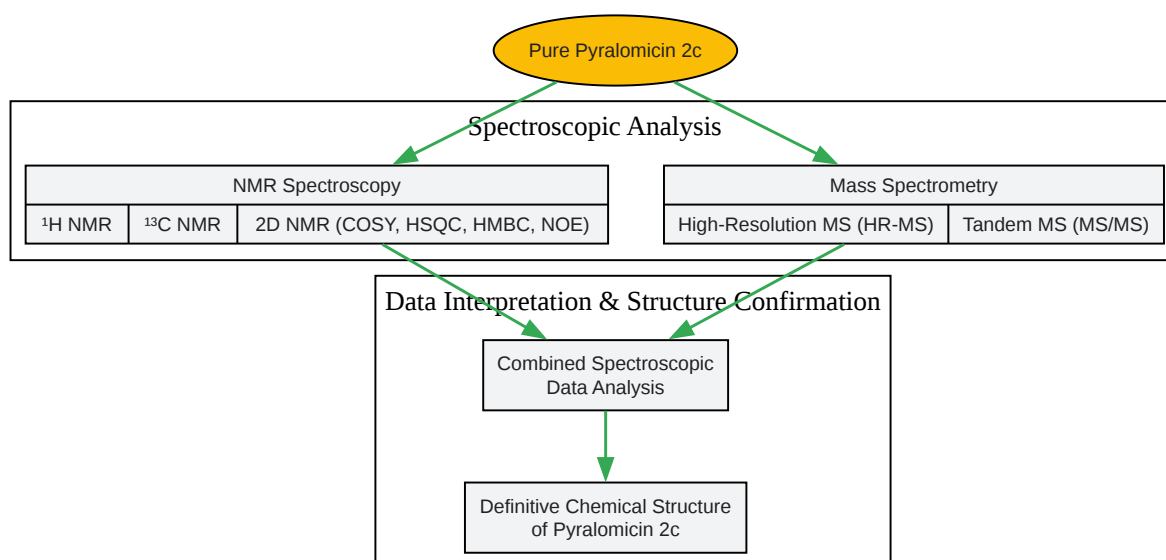 Pure Pyralomicin 2c
Spectroscopic Analysis
NMR Spectroscopy
¹H NMR
¹³C NMR
2D NMR (COSY, HSQC, HMBC, NOE)
Mass Spectrometry
High-Resolution MS (HR-MS)
Tandem MS (MS/MS)
Data Interpretation & Structure Confirmation
Combined Spectroscopic
Data Analysis
Definitive Chemical Structure
of Pyralomicin 2c